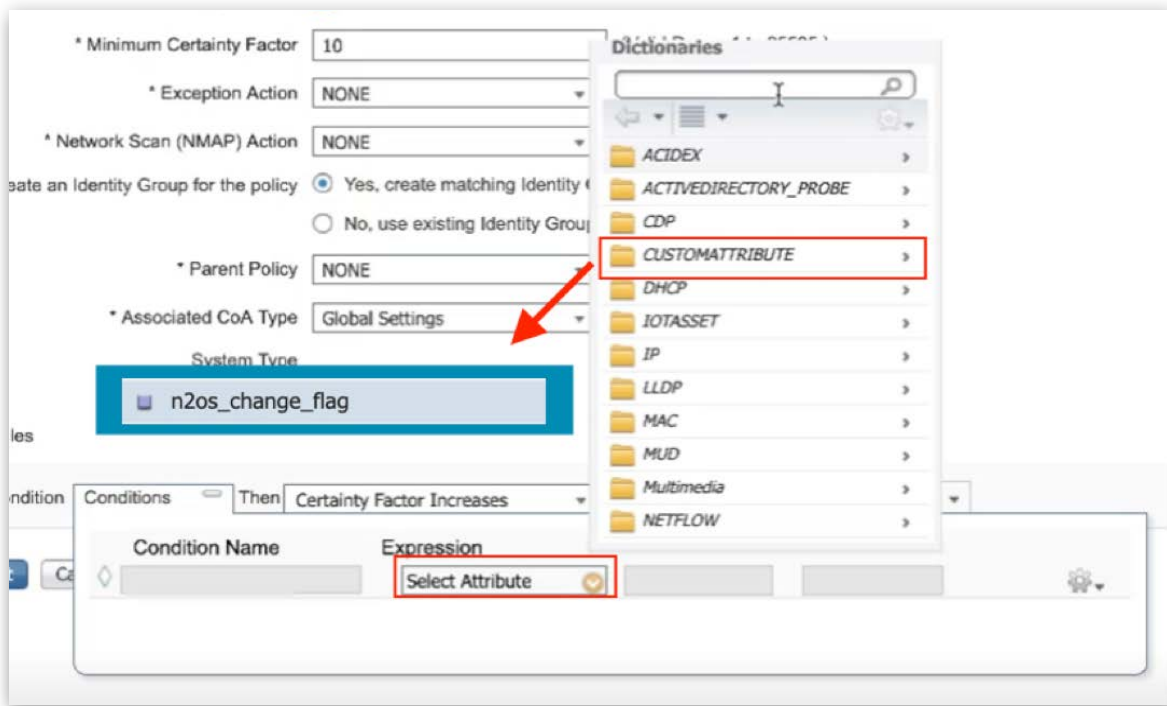 * Minimum Certainty Factor 10
Dictionaries
* Exception Action NONE
* Network Scan (NMAP) Action NONE
ACIDEX
eate an Identity Group for the policy Yes, create matching Identity
ACTIVEDIRECTORY_PROBE
No, use existing Identity Grou
CDP
CUSTOMATTRIBUTE
* Parent Policy NONE
DHCP
* Associated CoA Type Global Settings
IOTASSET
System Type
IP
LLDP
n2os_change_flag
MAC
les
MUD
Multimedia
ondition Conditions Then Certainty Factor Increases
NETFLOW
Condition Name Expression
Ca
Select Attribute